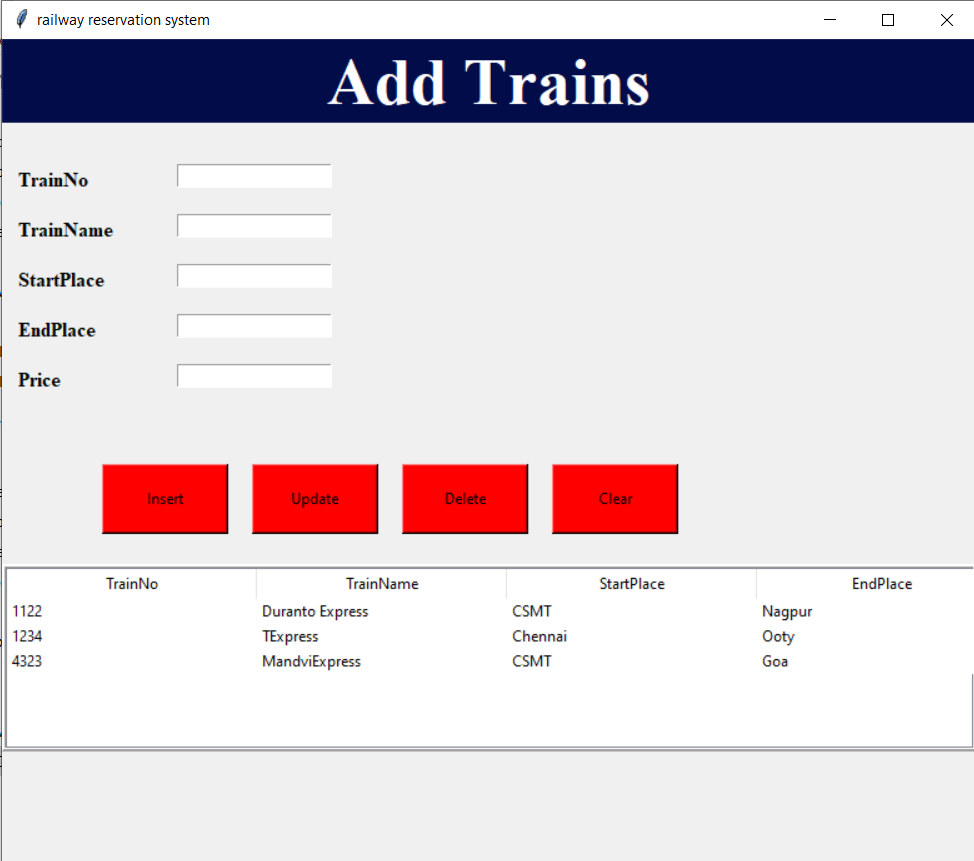 railway reservation system
Add Trains
TrainNo
TrainName
StartPlace
EndPlace
Price
Insert Update Delete Clear
TrainNo TrainName StartPlace EndPlace
1122 Duranto Express CSMT Nagpur
1234 TExpress Chennai Ooty
4323 MandviExpress CSMT Goa